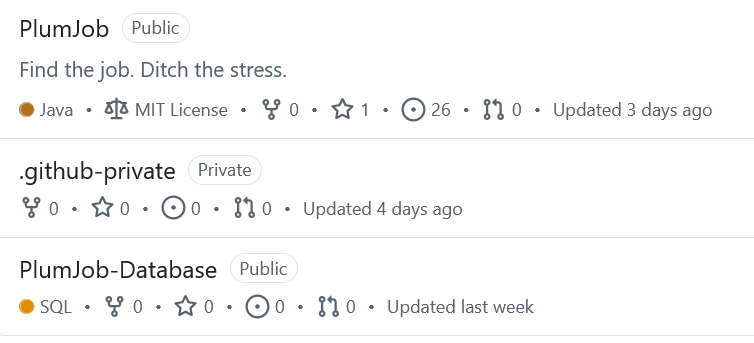 PlumJob Public
Find the job. Ditch the stress.
Java • MIT License • 0 • 1 • 26 • 0 • Updated 3 days ago
.github-private Private
0 • 0 • 0 • 0 • Updated 4 days ago
PlumJob-Database Public
SQL • 0 • 0 • 0 • 0 • Updated last week